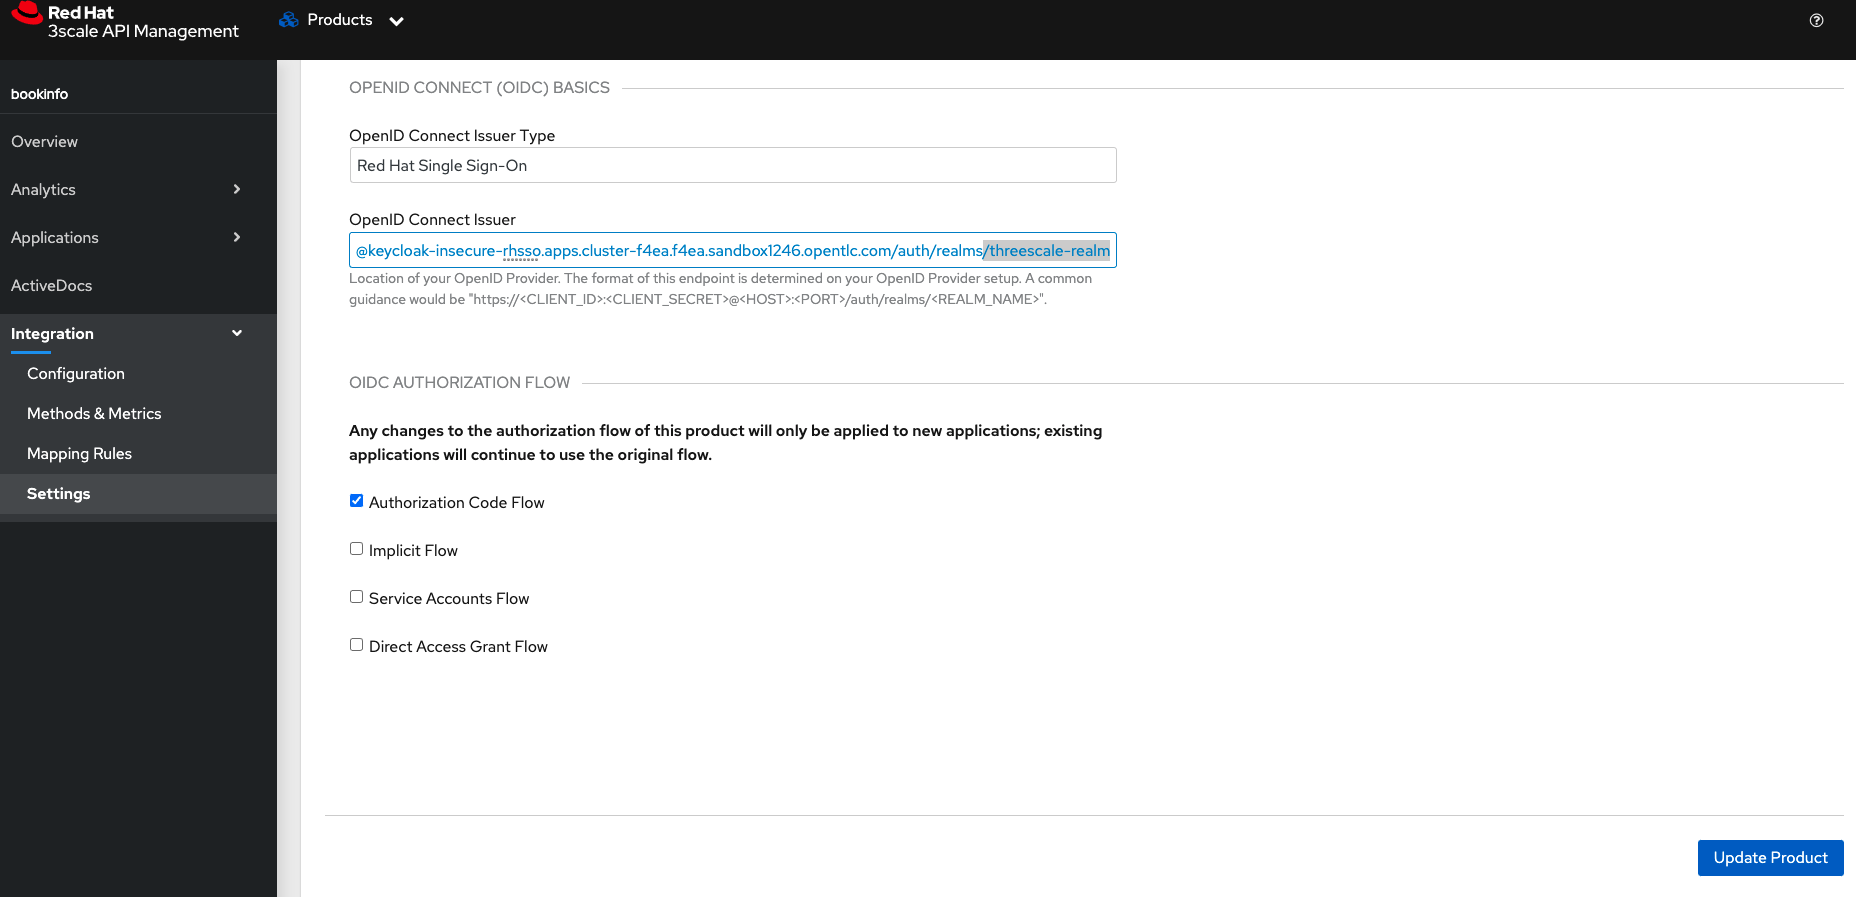 Red Hat
3scale API Management
Products
bookinfo
Overview
Analytics
Applications
ActiveDocs
Integration
Configuration
Methods & Metrics
Mapping Rules
Settings
OPENID CONNECT (OIDC) BASICS
OpenID Connect Issuer Type
Red Hat Single Sign-On
OpenID Connect Issuer
@keycloak-insecure-rhsso.apps.cluster-f4ea.f4ea.sandbox1246.opentlc.com/auth/realms/threescale-realm
Location of your OpenID Provider. The format of this endpoint is determined on your OpenID Provider setup. A common
guidance would be "https://<CLIENT_ID>:<CLIENT_SECRET>@<HOST>:<PORT>/auth/realms/<REALM_NAME>".
OIDC AUTHORIZATION FLOW
Any changes to the authorization flow of this product will only be applied to new applications; existing
applications will continue to use the original flow.
Authorization Code Flow
Implicit Flow
Service Accounts Flow
Direct Access Grant Flow
Update Product